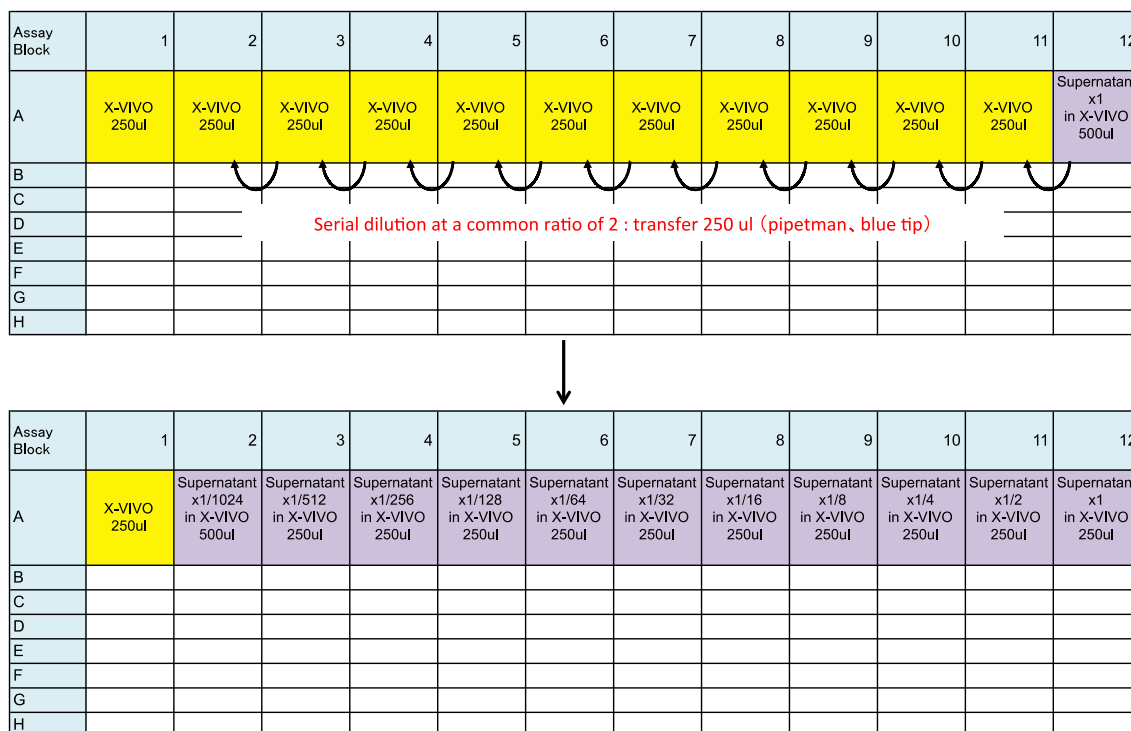 Assay Block 1 2 3 4 5 6 7 8 9 10 11 12
A
X-VIVO 250ul
X-VIVO 250ul
X-VIVO 250ul
X-VIVO 250ul
X-VIVO 250ul
X-VIVO 250ul
X-VIVO 250ul
X-VIVO 250ul
X-VIVO 250ul
X-VIVO 250ul
X-VIVO 250ul
Supernatant x1 in X-VIVO 500ul
B
C
D
Serial dilution at a common ratio of 2 : transfer 250 ul (pipetman、blue tip)
E
F
G
H
Assay Block 1 2 3 4 5 6 7 8 9 10 11 12
A
X-VIVO 250ul
Supernatant x1/1024 in X-VIVO 500ul
Supernatant x1/512 in X-VIVO 250ul
Supernatant x1/256 in X-VIVO 250ul
Supernatant x1/128 in X-VIVO 250ul
Supernatant x1/64 in X-VIVO 250ul
Supernatant x1/32 in X-VIVO 250ul
Supernatant x1/16 in X-VIVO 250ul
Supernatant x1/8 in X-VIVO 250ul
Supernatant x1/4 in X-VIVO 250ul
Supernatant x1/2 in X-VIVO 250ul
Supernatant x1 in X-VIVO 250ul
B
C
D
E
F
G
H